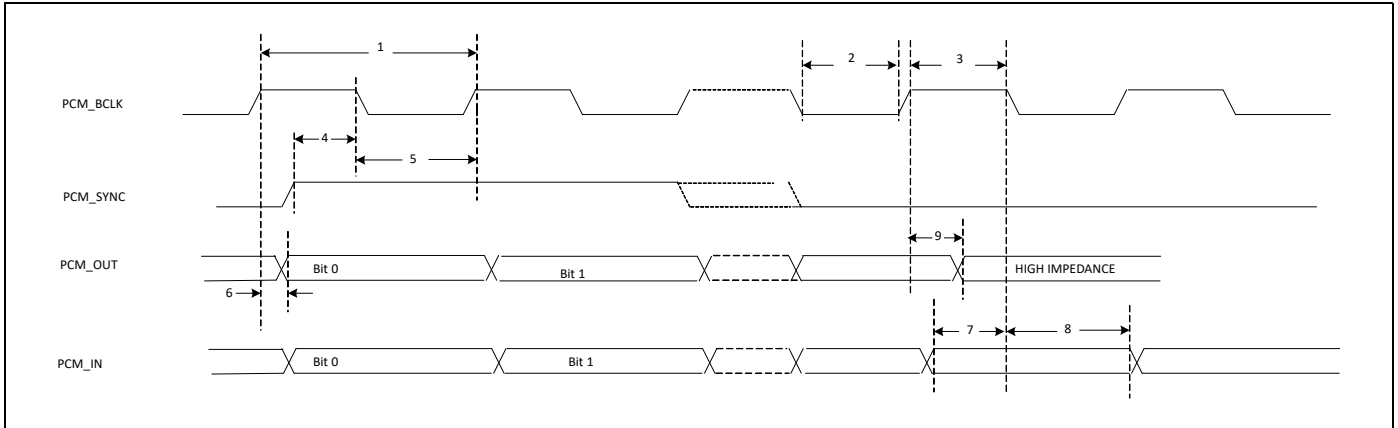 1
2
3
PCM_BCLK
4
5
PCM_SYNC
9
PCM_OUT
Bit 0
Bit 1
HIGH IMPEDANCE
6
7
8
PCM_IN
Bit 0
Bit 1